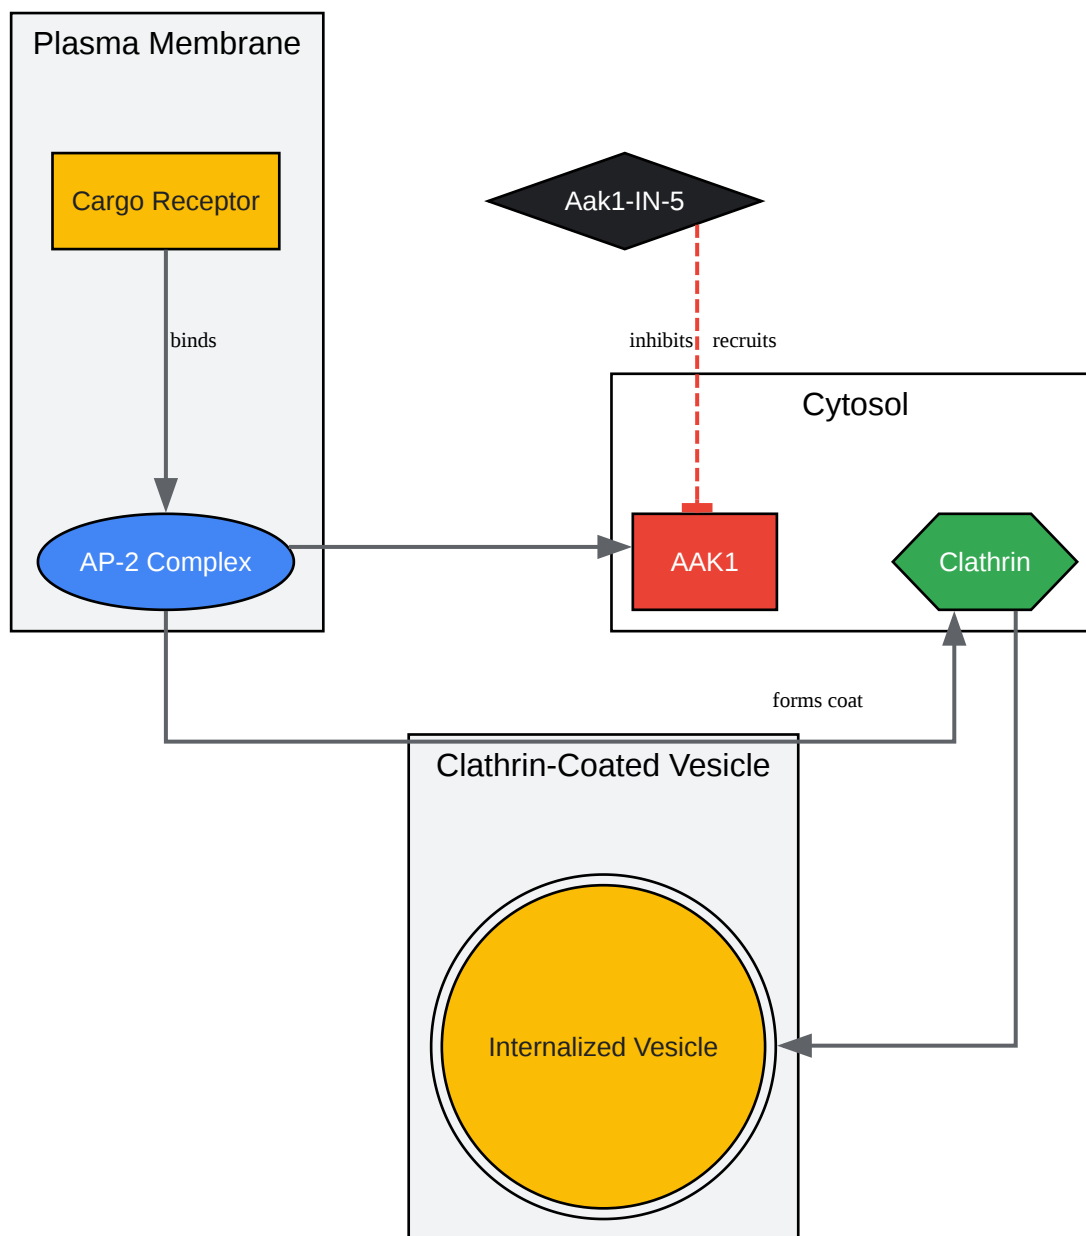 Plasma Membrane
Cargo Receptor
Aak1-IN-5
binds
inhibits
recruits
Cytosol
AP-2 Complex
AAK1
Clathrin
forms coat
Clathrin-Coated Vesicle
Internalized Vesicle